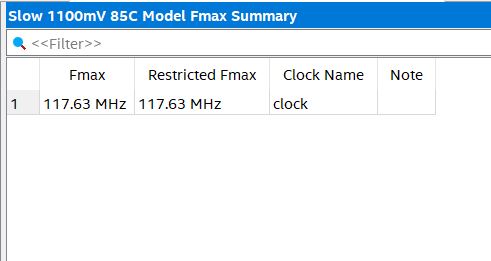 Slow 1100mV 85C Model Fmax Summary
<<Filter>>
Fmax Restricted Fmax Clock Name Note
1 117.63 MHz 117.63 MHz clock